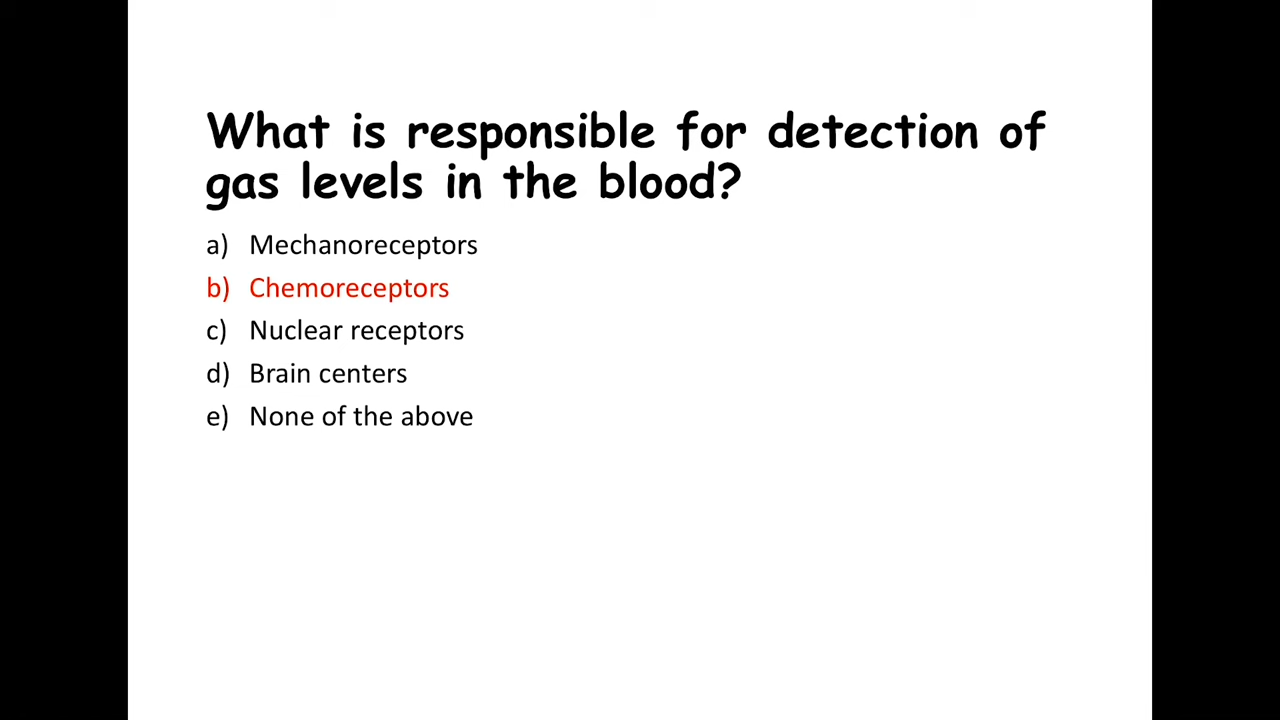 What is responsible for detection of
gas levels in the blood?
a) Mechanoreceptors
b) Chemoreceptors
c) Nuclear receptors
d) Brain centers
e) None of the above